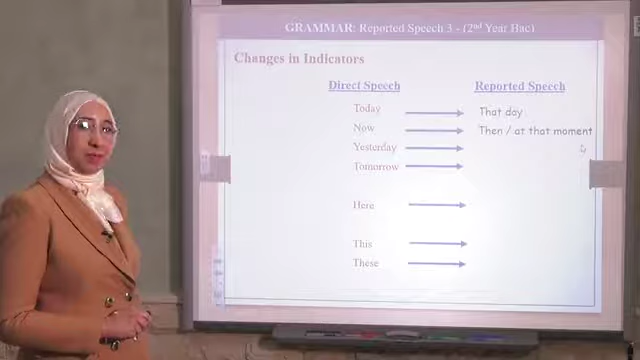 GRAMMAR: Reported Speech 3 - (2nd Year Bac)
Changes in Indicators
Direct Speech Reported Speech
Today That day
Now Then / at that moment
Yesterday
Tomorrow
Here
This
These